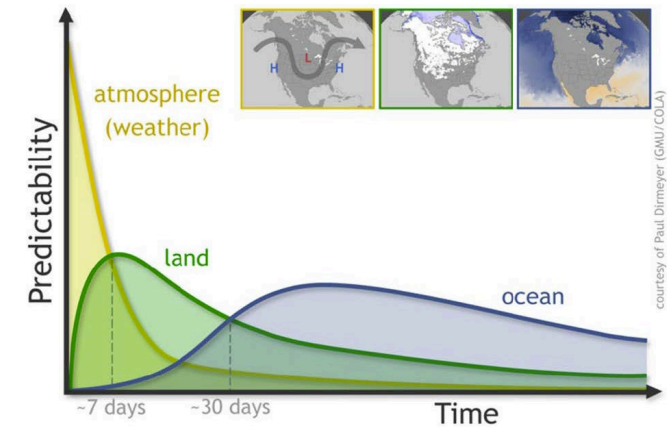 H
L
H
atmosphere
(weather)
land
ocean
Predictability
~7 days
~30 days
Time
courtesy of Paul Dirmeyer (GMU/COLA)